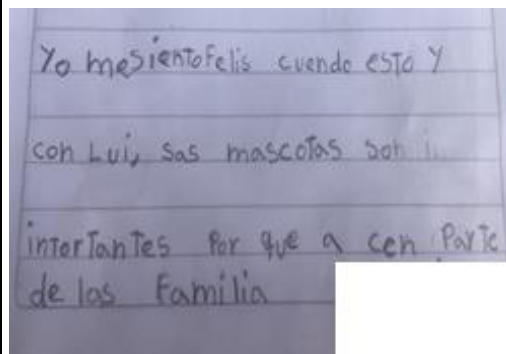 Yo mesientofelis cuendo esto y
con Lui, sas mascotas son i
intortantes Por que a cen Parte
de las Familia